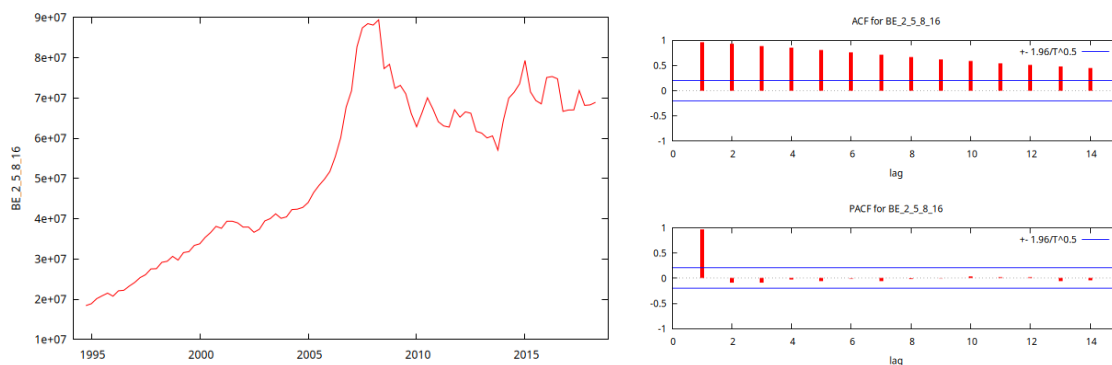 BE_2_5_8_16
9e+07
8e+07
7e+07
6e+07
5e+07
4e+07
3e+07
2e+07
1e+07
1995 2000 2005 2010 2015
ACF for BE_2_5_8_16
+- 1.96/T^0.5
1
0.5
0
-0.5
-1
0 2 4 6 8 10 12 14
lag
PACF for BE_2_5_8_16
+- 1.96/T^0.5
1
0.5
0
-0.5
-1
0 2 4 6 8 10 12 14
lag